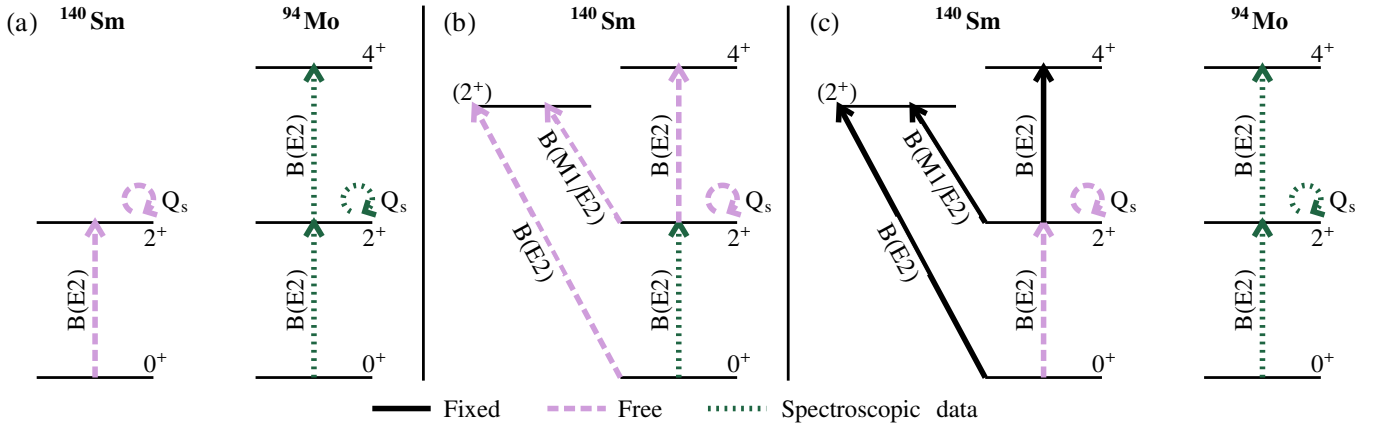 (a) ¹⁴⁰Sm ⁹⁴Mo (b) ¹⁴⁰Sm (c) ¹⁴⁰Sm ⁹⁴Mo
4⁺ 4⁺ 4⁺ 4⁺
(2⁺) (2⁺)
B(E2) B(M1/E2) B(E2) B(M1/E2) B(E2) B(E2)
Qₛ Qₛ Qₛ Qₛ Qₛ
2⁺ 2⁺ 2⁺ 2⁺ 2⁺
B(E2) B(E2) B(E2) B(E2) B(E2) B(E2) B(E2)
0⁺ 0⁺ 0⁺ 0⁺ 0⁺
Fixed Free Spectroscopic data